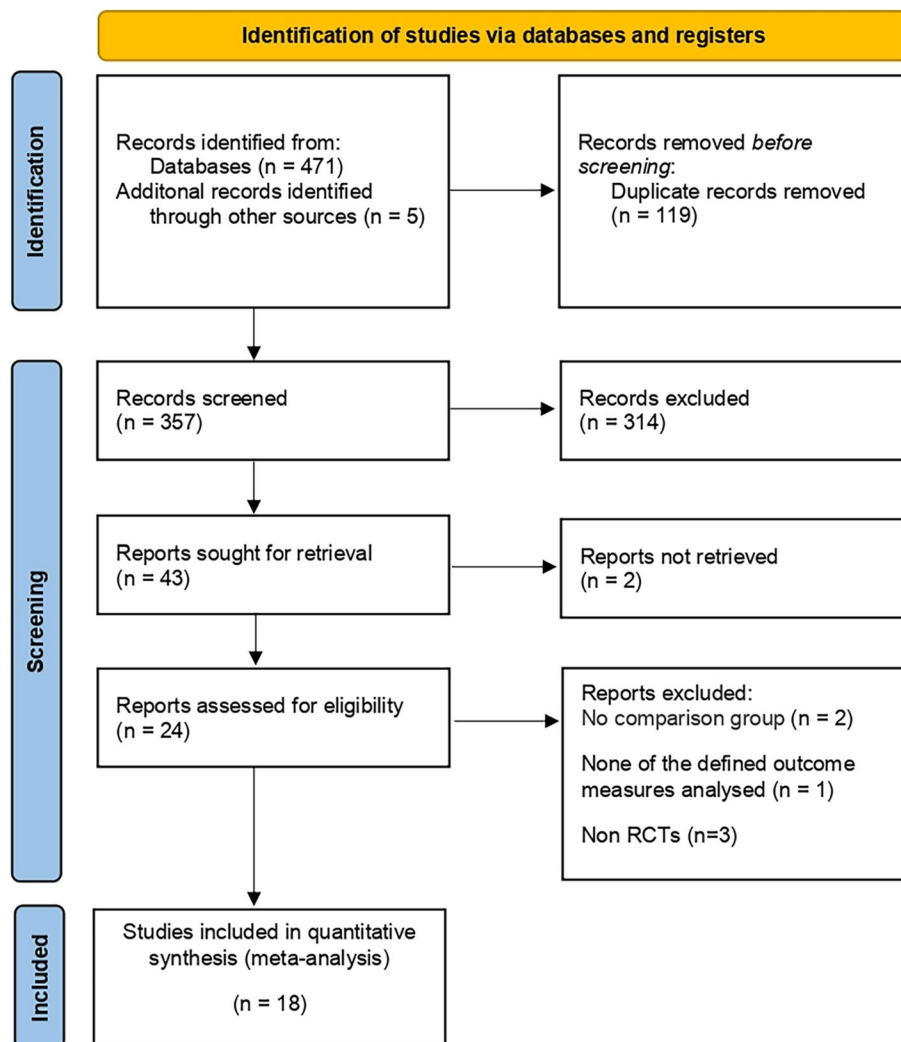 Identification of studies via databases and registers
Identification
Records identified from:
Databases (n = 471)
Additonal records identified
through other sources (n = 5)
Records removed before
screening:
Duplicate records removed
(n = 119)
Screening
Records screened
(n = 357)
Records excluded
(n = 314)
Reports sought for retrieval
(n = 43)
Reports not retrieved
(n = 2)
Reports assessed for eligibility
(n = 24)
Reports excluded:
No comparison group (n = 2)
None of the defined outcome
measures analysed (n = 1)
Non RCTs (n=3)
Included
Studies included in quantitative
synthesis (meta-analysis)
(n = 18)